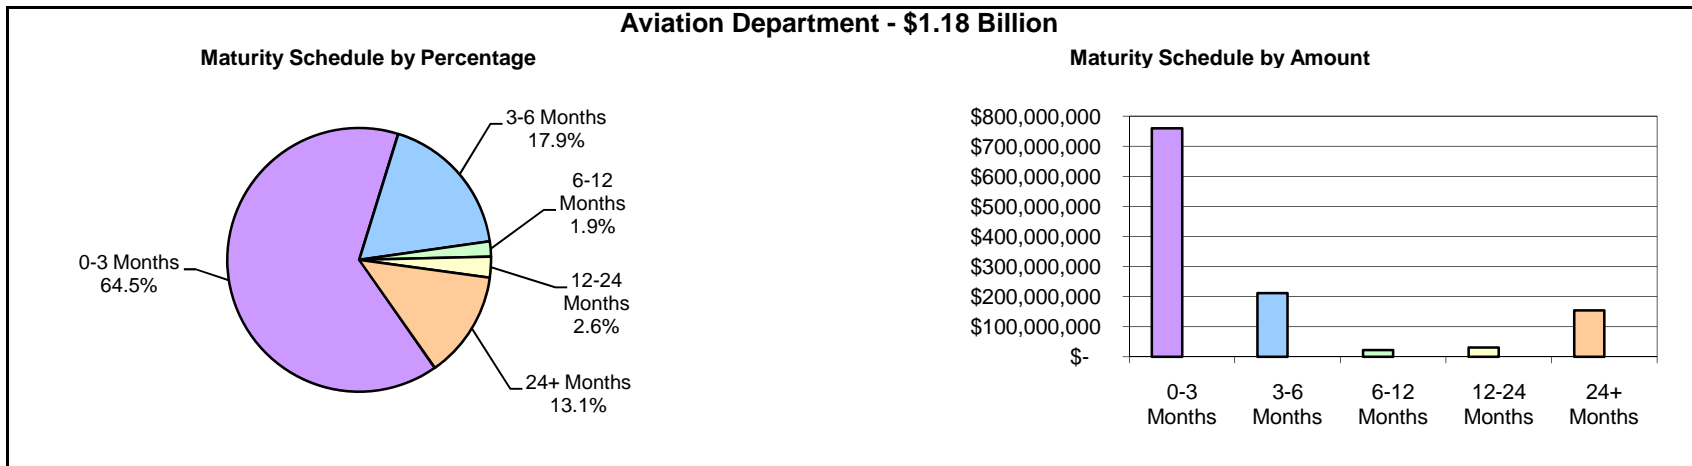 Aviation Department - $1.18 Billion
Maturity Schedule by Percentage
3-6 Months
17.9%
6-12
Months
1.9%
0-3 Months
64.5%
12-24
Months
2.6%
24+ Months
13.1%
Maturity Schedule by Amount
$800,000,000
$700,000,000
$600,000,000
$500,000,000
$400,000,000
$300,000,000
$200,000,000
$100,000,000
$-
0-3
Months
3-6
Months
6-12
Months
12-24
Months
24+
Months